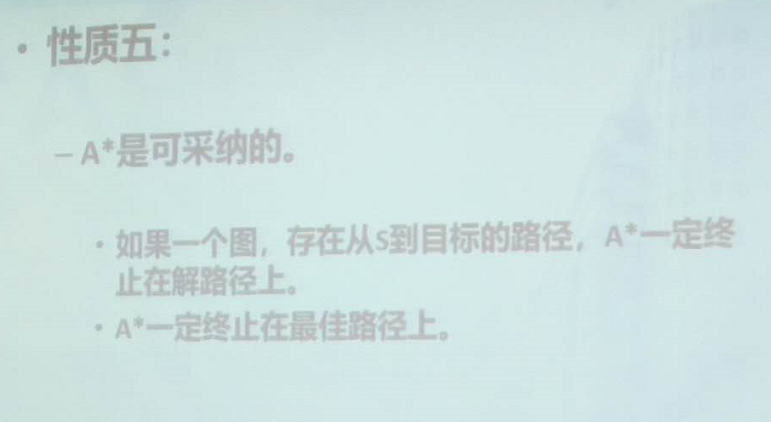 • 性质五：
– A*是可采纳的。
• 如果一个图，存在从S到目标的路径，A*一定终
止在解路径上。
• A*一定终止在最佳路径上。